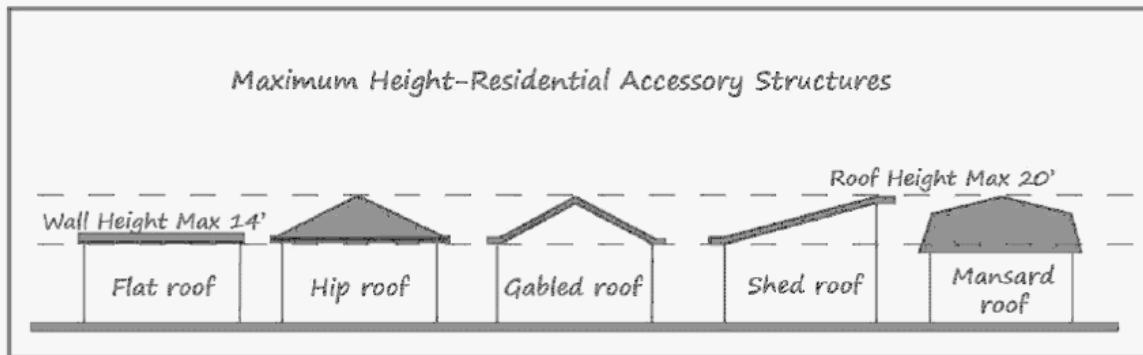 Maximum Height-Residential Accessory Structures
Roof Height Max 20'
Wall Height Max 14'
Flat roof
Hip roof
Gabled roof
Shed roof
Mansard
roof